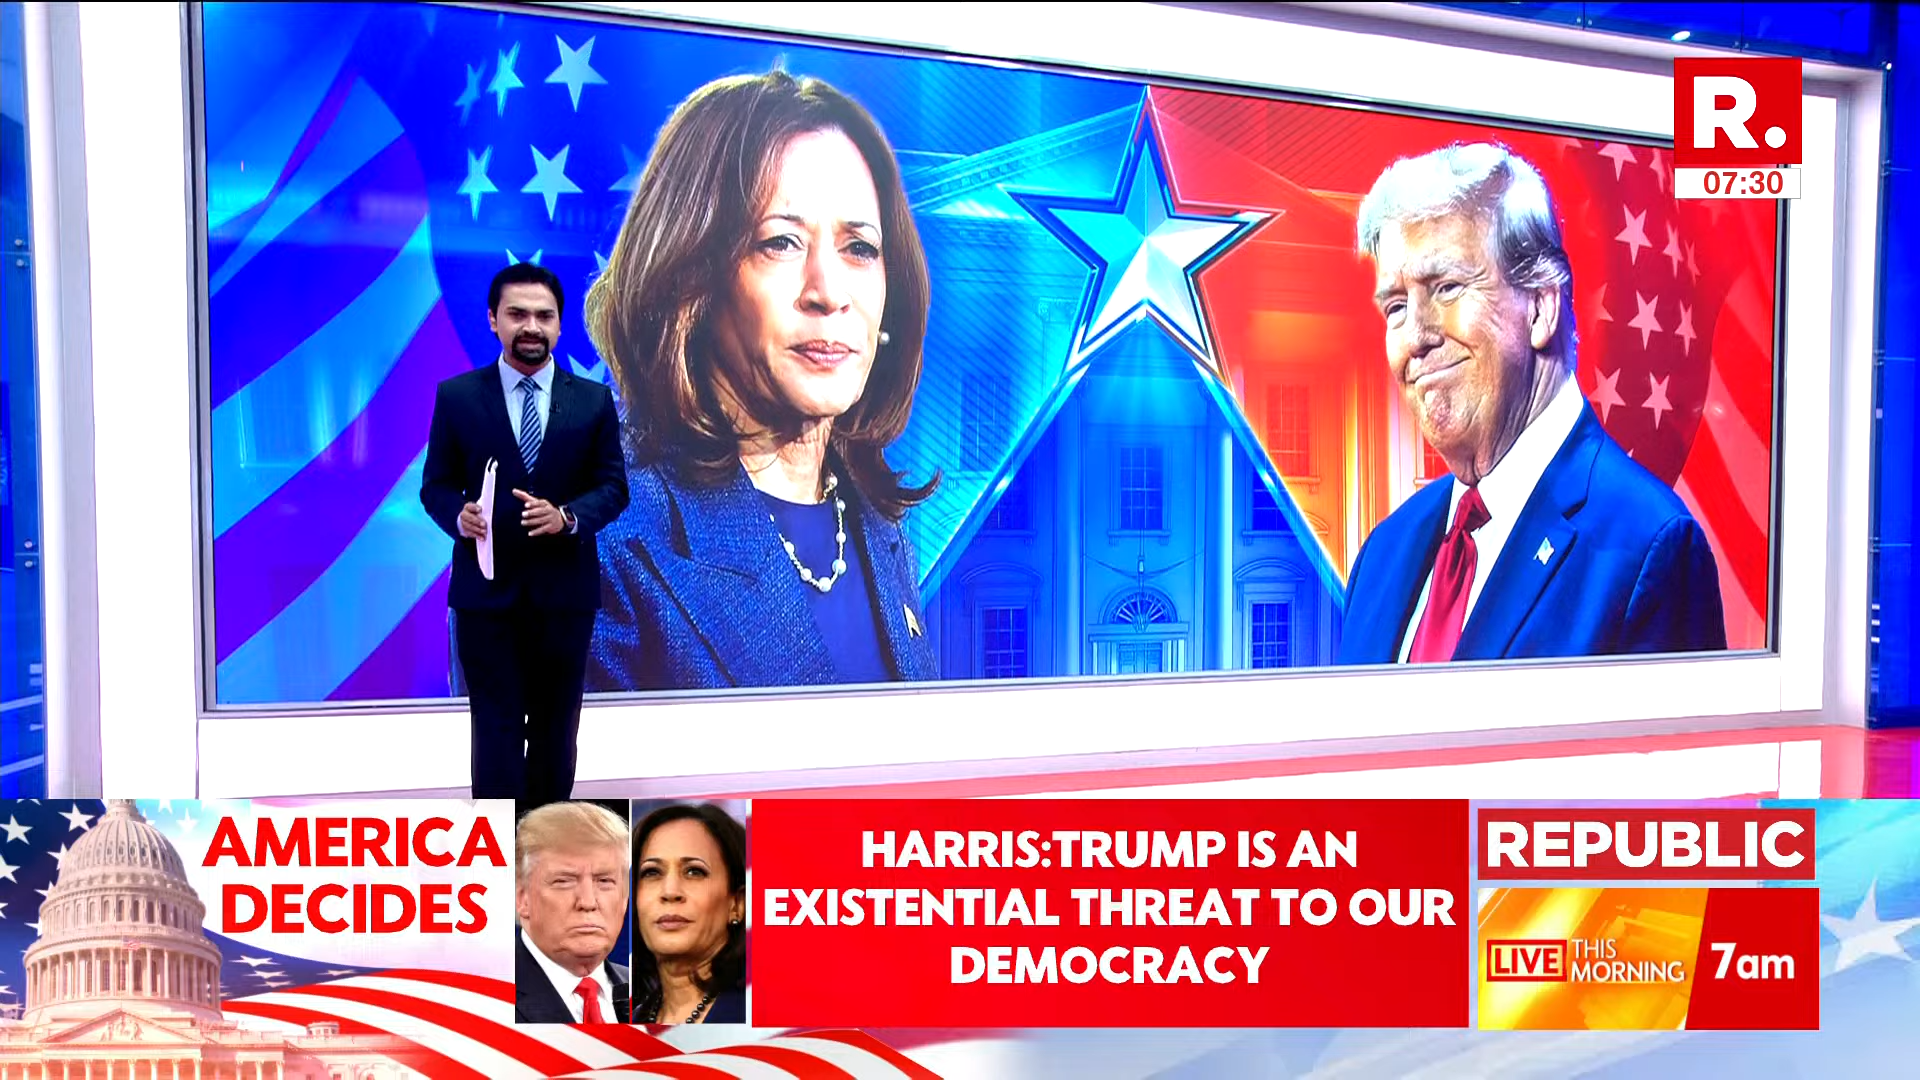 R.
07:30
AMERICA
DECIDES
HARRIS:TRUMP IS AN
EXISTENTIAL THREAT TO OUR
DEMOCRACY
REPUBLIC
LIVE THIS
MORNING
7am